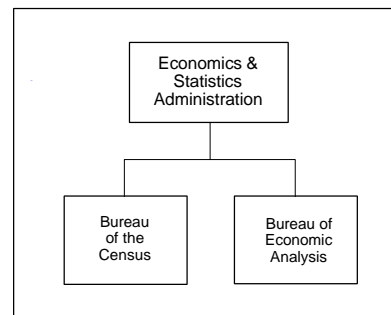 Economics &
Statistics
Administration
Bureau
of the
Census
Bureau of
Economic
Analysis